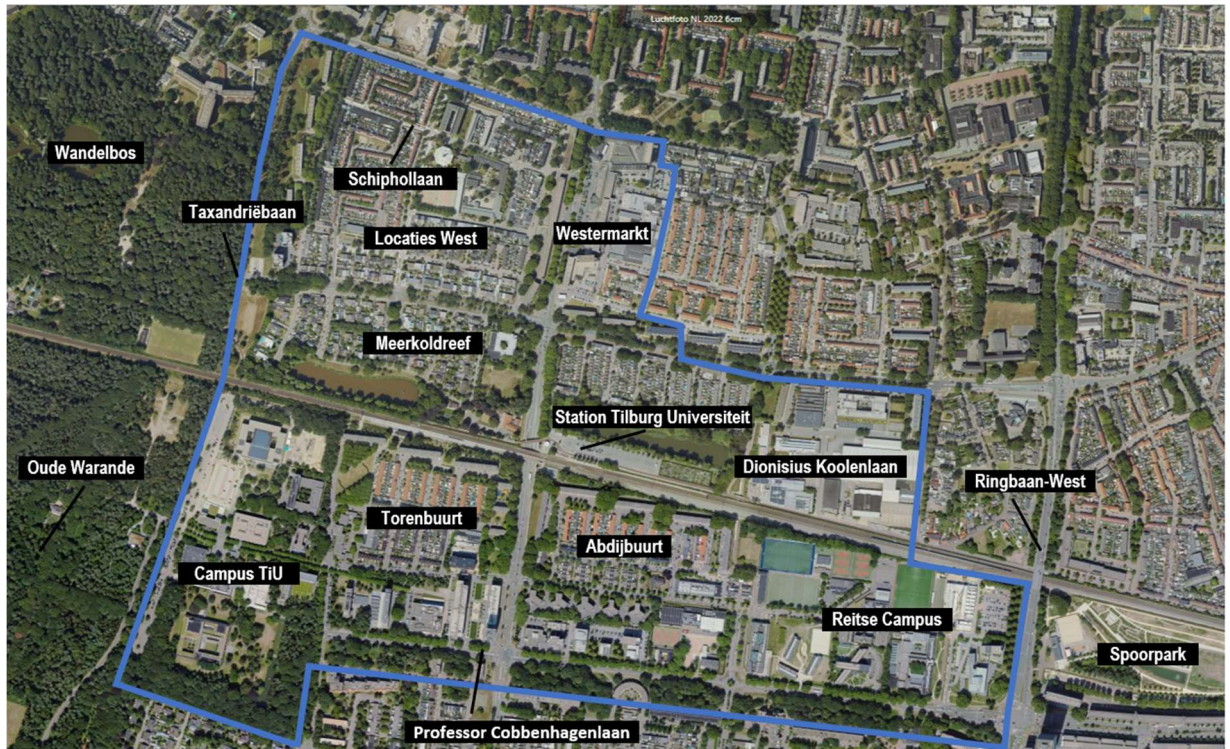 Luchtfoto NL 2022 6cm
Wandelbos
Schiphollaan
Taxandriëbaan
Locaties West
Westermarkt
Meerkoldreef
Station Tilburg Universiteit
Oude Warande
Dionisius Koolenlaan
Ringbaan-West
Torenbuurt
Abdijbuurt
Campus TiU
Reitse Campus
Spoorpark
Professor Cobbenhagenlaan